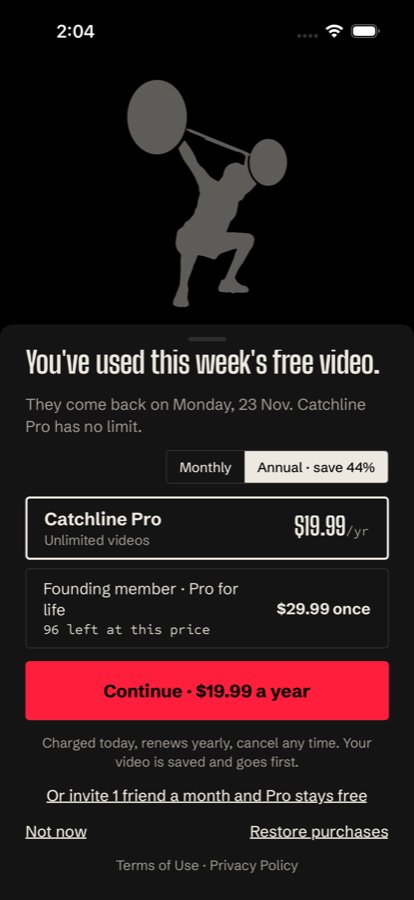 2:04
You've used this week's free video.
They come back on Monday, 23 Nov. Catchline
Pro has no limit.
Monthly
Annual · save 44%
Catchline Pro
$19.99/yr
Unlimited videos
Founding member · Pro for
life
$29.99 once
96 left at this price
Continue · $19.99 a year
Charged today, renews yearly, cancel any time. Your
video is saved and goes first.
Or invite 1 friend a month and Pro stays free
Not now
Restore purchases
Terms of Use · Privacy Policy